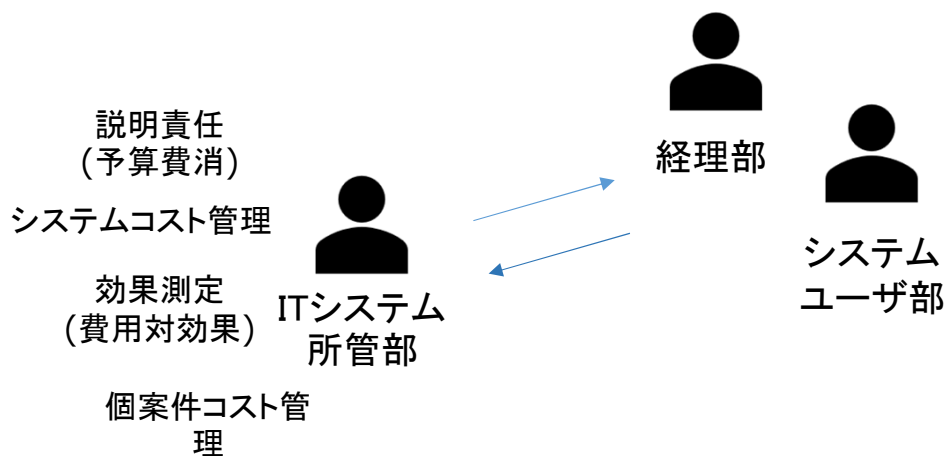 説明責任
(予算費消)
システムコスト管理
効果測定
(費用対効果)
個案件コスト管
理
ITシステム
所管部
経理部
システム
ユーザ部